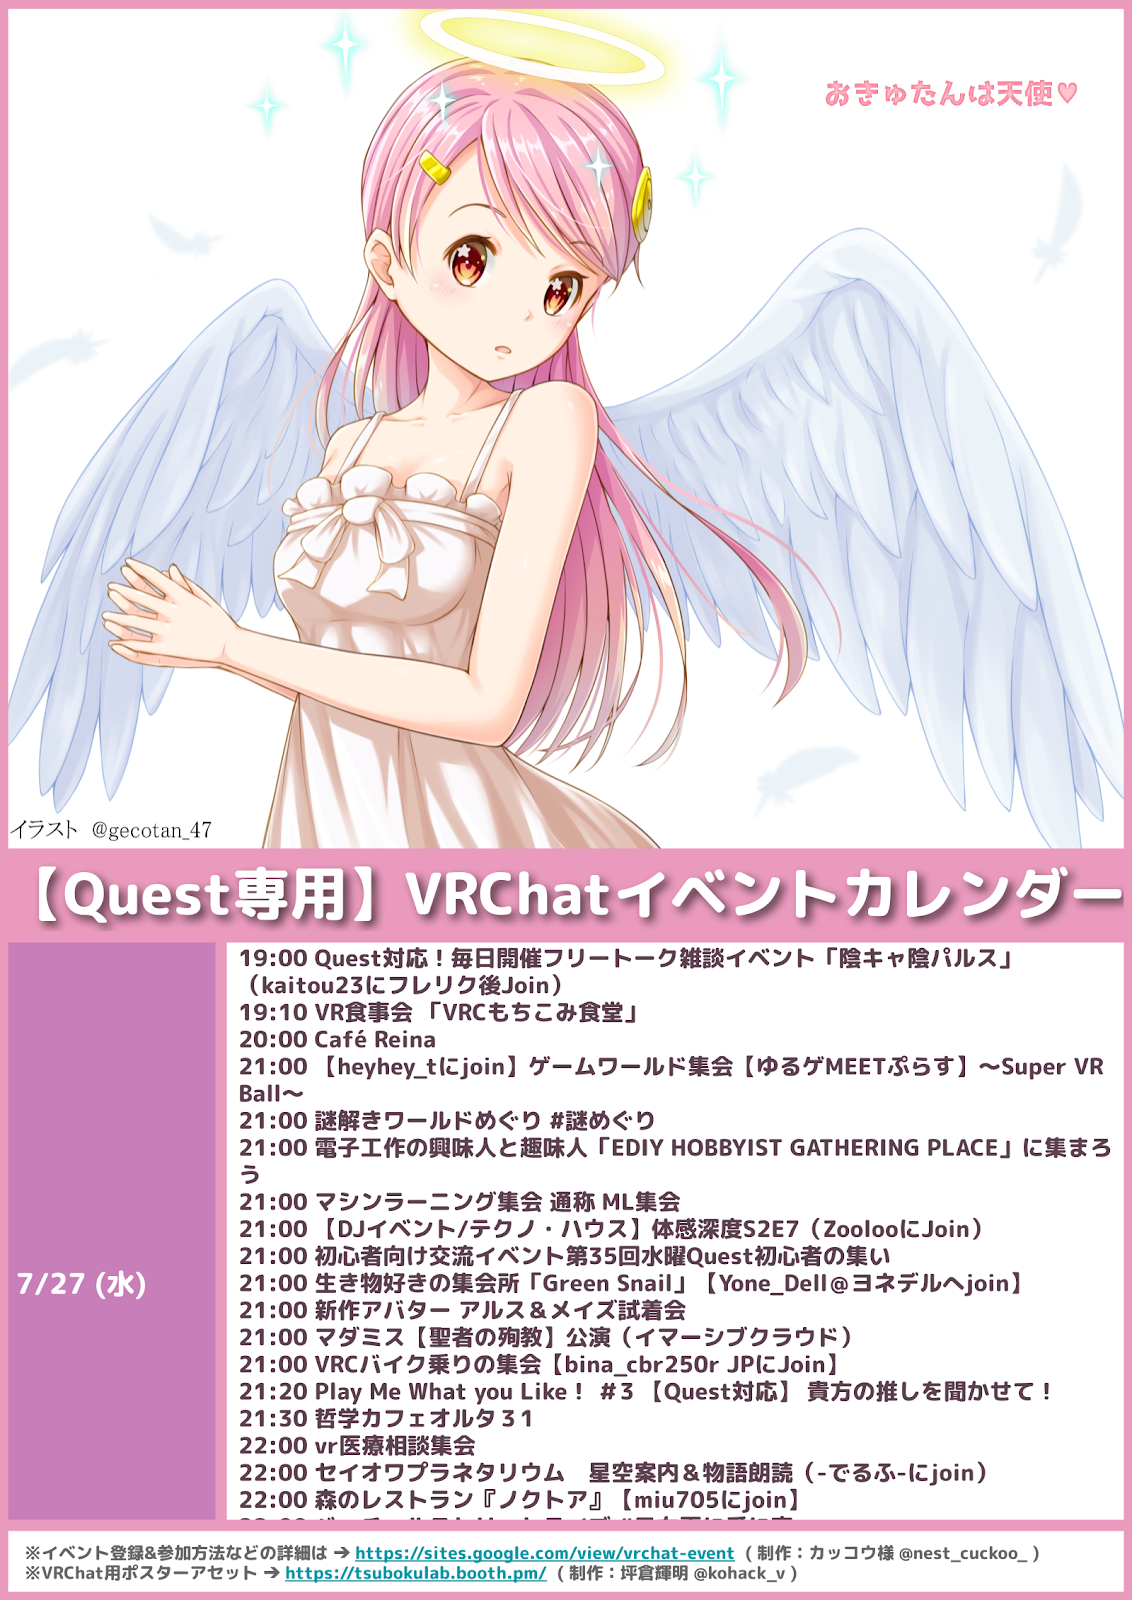 おきゅたんは天使♥
イラスト @gecotan_47
【Quest専用】VRChatイベントカレンダー
7/27 (水)
19:00 Quest対応！毎日開催フリートーク雑談イベント「陰キャ陰パルス」
（kaitou23にフレリク後Join）
19:10 VR食事会 「VRCもちこみ食堂」
20:00 Café Reina
21:00 【heyhey_tにjoin】ゲームワールド集会【ゆるゲMEETぷらす】～Super VR
Ball～
21:00 謎解きワールドめぐり #謎めぐり
21:00 電子工作の興味人と趣味人「EDIY HOBBYIST GATHERING PLACE」に集まろ
う
21:00 マシンラーニング集会 通称 ML集会
21:00 【DJイベント/テクノ・ハウス】体感深度S2E7（ZoolooにJoin）
21:00 初心者向け交流イベント第35回水曜Quest初心者の集い
21:00 生き物好きの集会所「Green Snail」【Yone_Dell＠ヨネデルへjoin】
21:00 新作アバター アルス＆メイズ試着会
21:00 マダミス【聖者の殉教】公演（イマーシブクラウド）
21:00 VRCバイク乗りの集会【bina_cbr250r JPにJoin】
21:20 Play Me What you Like！ ＃3 【Quest対応】 貴方の推しを聞かせて！
21:30 哲学カフェオルタ３1
22:00 vr医療相談集会
22:00 セイオワプラネタリウム　星空案内＆物語朗読（-でるふ-にjoin）
22:00 森のレストラン『ノクトア』【miu705にjoin】
※イベント登録&参加方法などの詳細は ➔ https://sites.google.com/view/vrchat-event （制作：カッコウ様 @nest_cuckoo_ ）
※VRChat用ポスターアセット ➔ https://tsubokulab.booth.pm/ （制作：坪倉輝明 @kohack_v ）